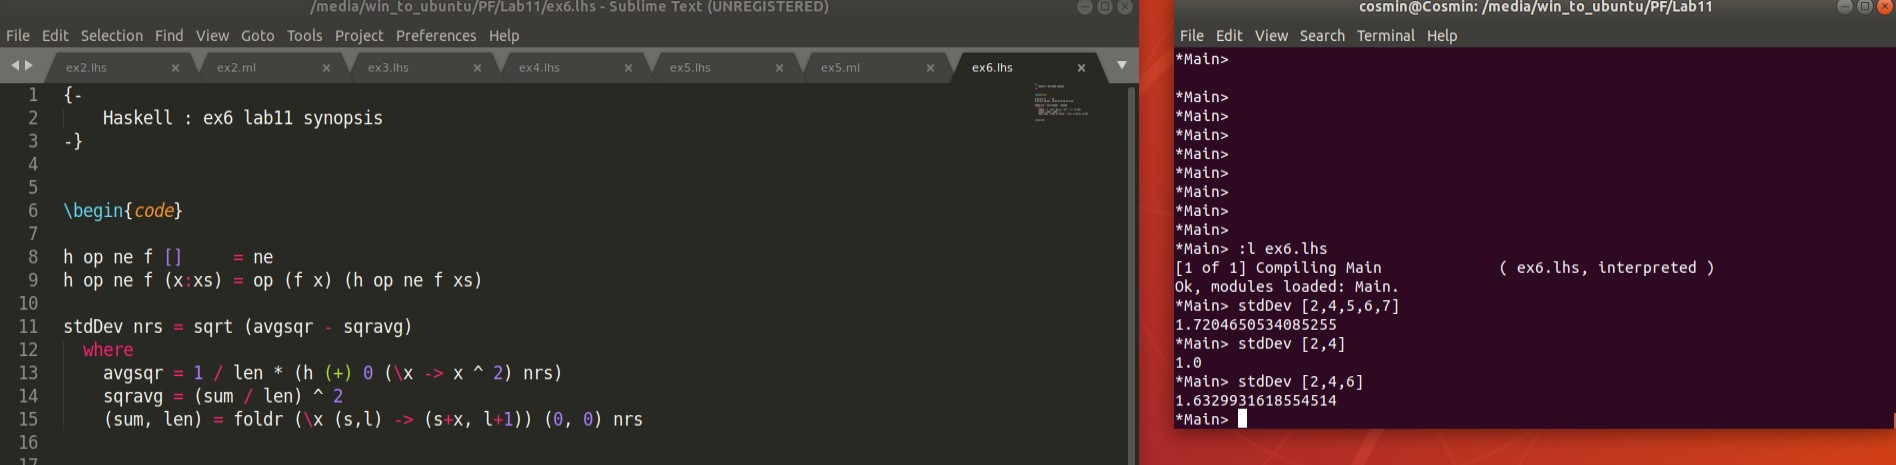 /media/win_to_ubuntu/PF/Lab11/ex6.lhs - Sublime Text (UNREGISTERED)
File Edit Selection Find View Goto Tools Project Preferences Help
ex2.lhs × ex2.ml × ex3.lhs × ex4.lhs × ex5.lhs × ex5.ml × ex6.lhs ×
1 {-
2     Haskell : ex6 lab11 synopsis
3 -}
4
5
6 \begin{code}
7
8 h op ne f []     = ne
9 h op ne f (x:xs) = op (f x) (h op ne f xs)
10
11 stdDev nrs = sqrt (avgsqr - sqravg)
12   where
13     avgsqr = 1 / len * (h (+) 0 (\x -> x ^ 2) nrs)
14     sqravg = (sum / len) ^ 2
15     (sum, len) = foldr (\x (s,l) -> (s+x, l+1)) (0, 0) nrs
16
17
cosmin@Cosmin: /media/win_to_ubuntu/PF/Lab11
File Edit View Search Terminal Help
*Main>
*Main>
*Main>
*Main>
*Main>
*Main>
*Main>
*Main>
*Main>
*Main> :l ex6.lhs
[1 of 1] Compiling Main             ( ex6.lhs, interpreted )
Ok, modules loaded: Main.
*Main> stdDev [2,4,5,6,7]
1.7204650534085255
*Main> stdDev [2,4]
1.0
*Main> stdDev [2,4,6]
1.6329931618554514
*Main>